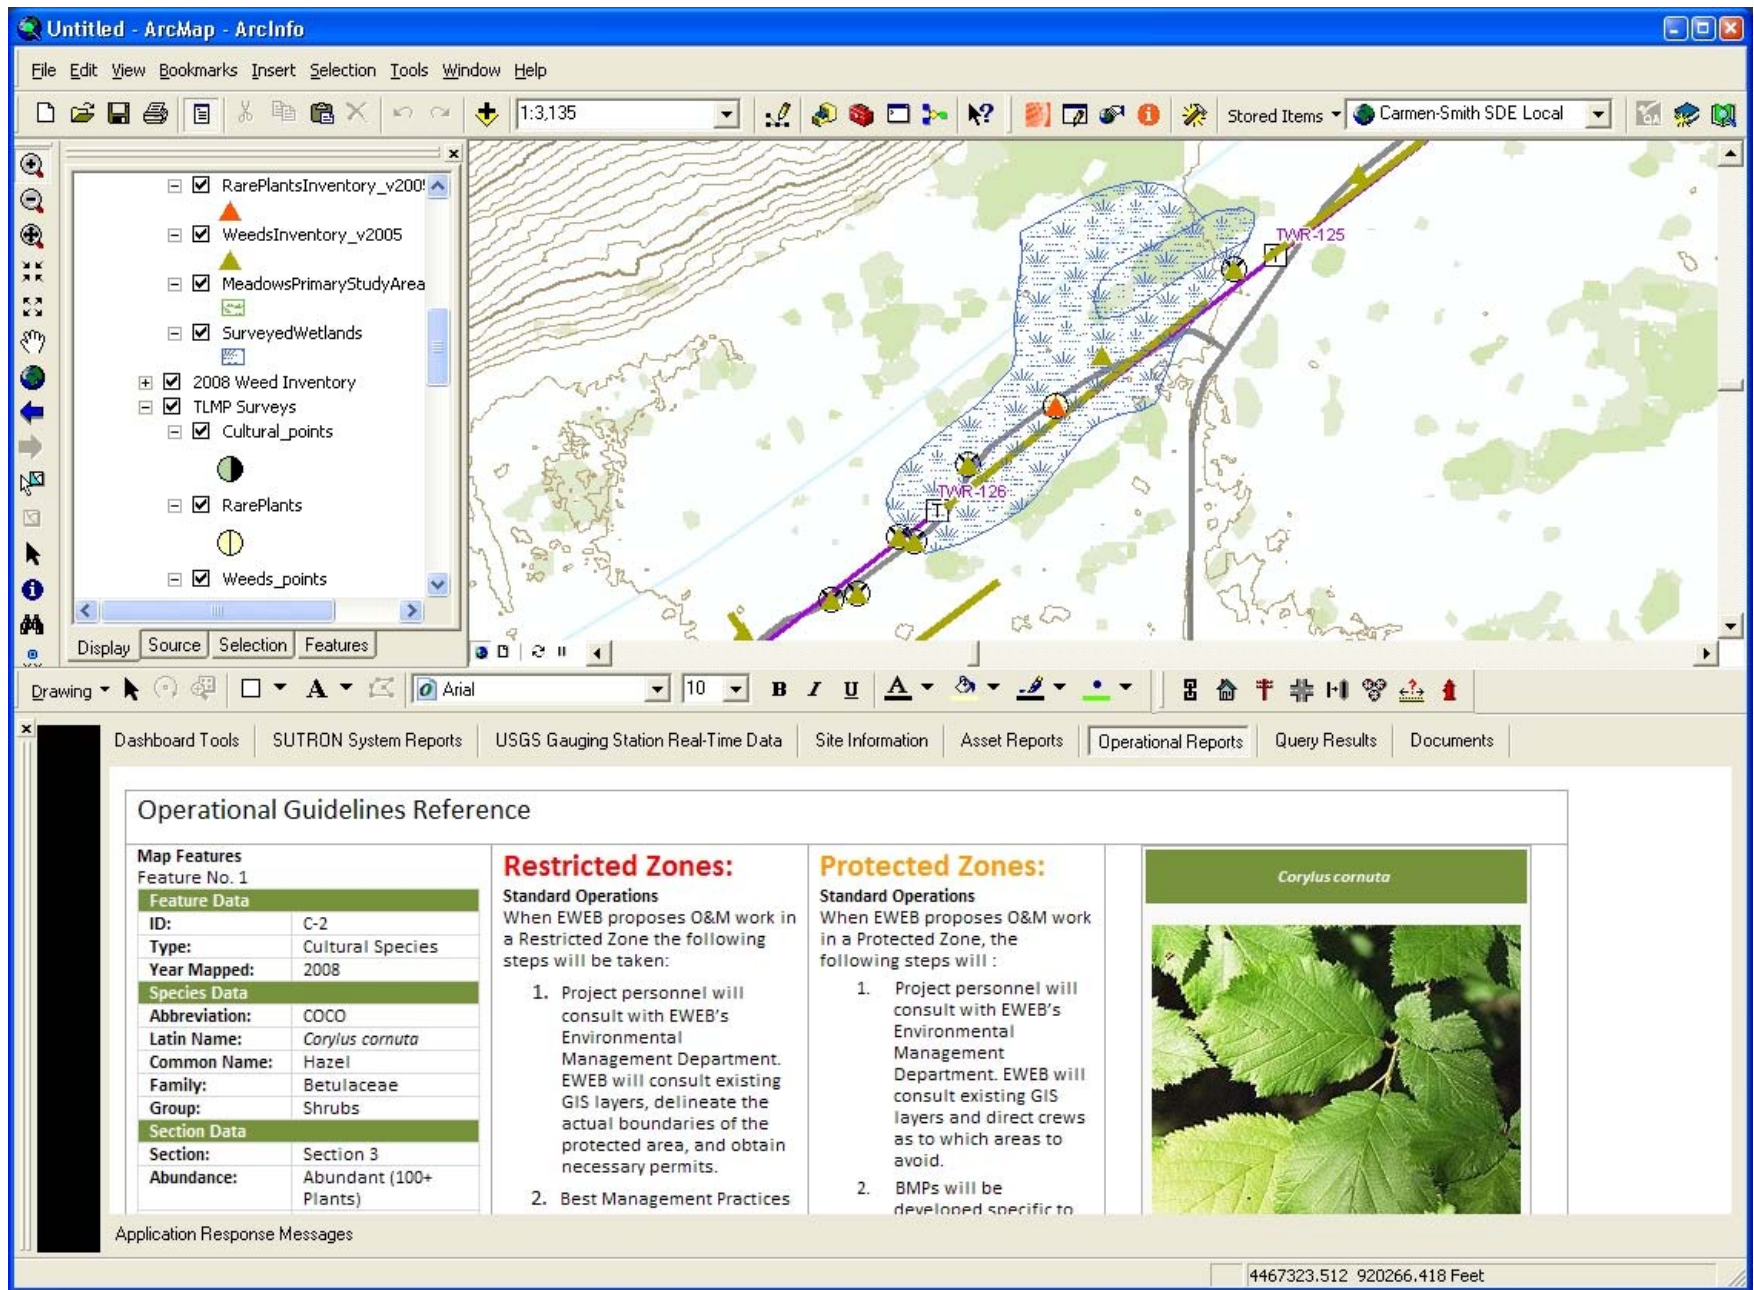 Untitled - ArcMap - ArcInfo
File Edit View Bookmarks Insert Selection Tools Window Help
1:3,135
Stored Items
Carmen-Smith SDE Local
RarePlantsInventory_v200
WeedsInventory_v2005
MeadowsPrimaryStudyArea
SurveyedWetlands
2008 Weed Inventory
TLMP Surveys
Cultural_points
RarePlants
Weeds_points
Display Source Selection Features
TWR-125
T
TWR-126
T
Drawing
A
Arial
10
B I U A
Dashboard Tools SUTRON System Reports USGS Gauging Station Real-Time Data Site Information Asset Reports Operational Reports Query Results Documents
Operational Guidelines Reference
Map Features
Feature No. 1
Feature Data
ID: C-2
Type: Cultural Species
Year Mapped: 2008
Species Data
Abbreviation: COCO
Latin Name: Corylus cornuta
Common Name: Hazel
Family: Betulaceae
Group: Shrubs
Section Data
Section: Section 3
Abundance: Abundant (100+
Plants)
Restricted Zones:
Standard Operations
When EWEB proposes O&M work in
a Restricted Zone the following
steps will be taken:
1. Project personnel will
consult with EWEB's
Environmental
Management Department.
EWEB will consult existing
GIS layers, delineate the
actual boundaries of the
protected area, and obtain
necessary permits.
2. Best Management Practices
Protected Zones:
Standard Operations
When EWEB proposes O&M work
in a Protected Zone, the
following steps will :
1. Project personnel will
consult with EWEB's
Environmental
Management
Department. EWEB will
consult existing GIS
layers and direct crews
as to which areas to
avoid.
2. BMPs will be
developed specific to
Corylus cornuta
Application Response Messages
4467323.512 920266.418 Feet